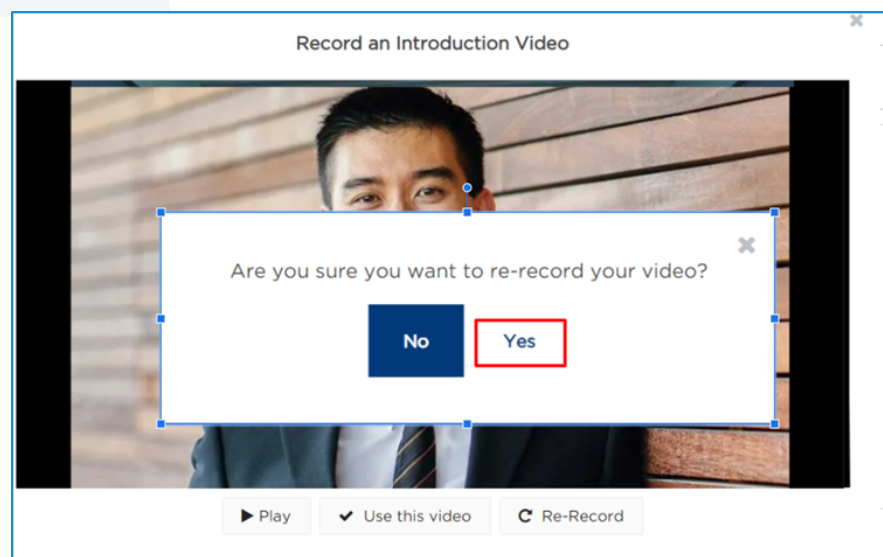 Record an Introduction Video
Are you sure you want to re-record your video?
No Yes
Play Use this video Re-Record